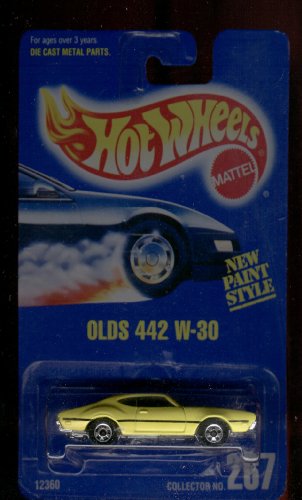 For ages over 3 years
DIE CAST METAL PARTS.
Hot Wheels
MATTEL
NEW
PAINT
STYLE
OLDS 442 W-30
12360
COLLECTOR NO. 267